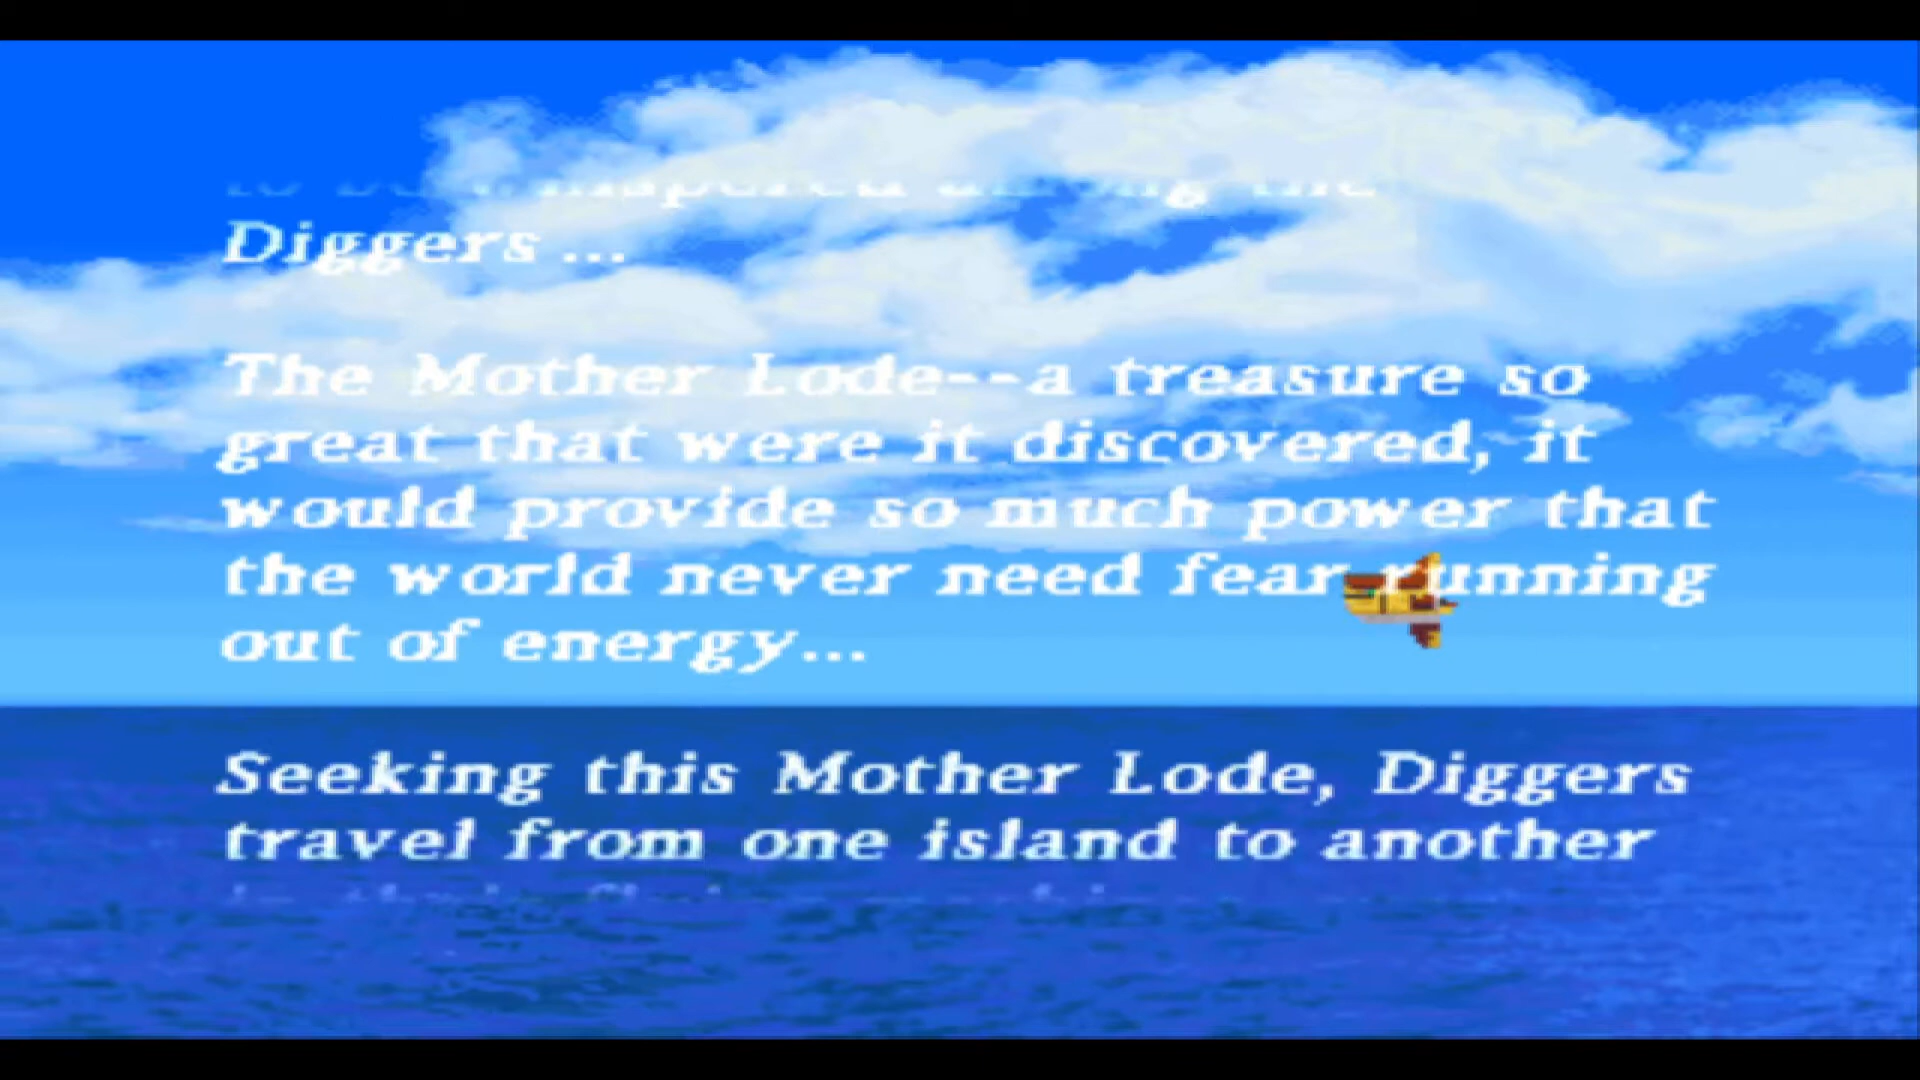 Diggers...
The Mother Lode--a treasure so
great that were it discovered, it
would provide so much power that
the world never need fear running
out of energy...
Seeking this Mother Lode, Diggers
travel from one island to another